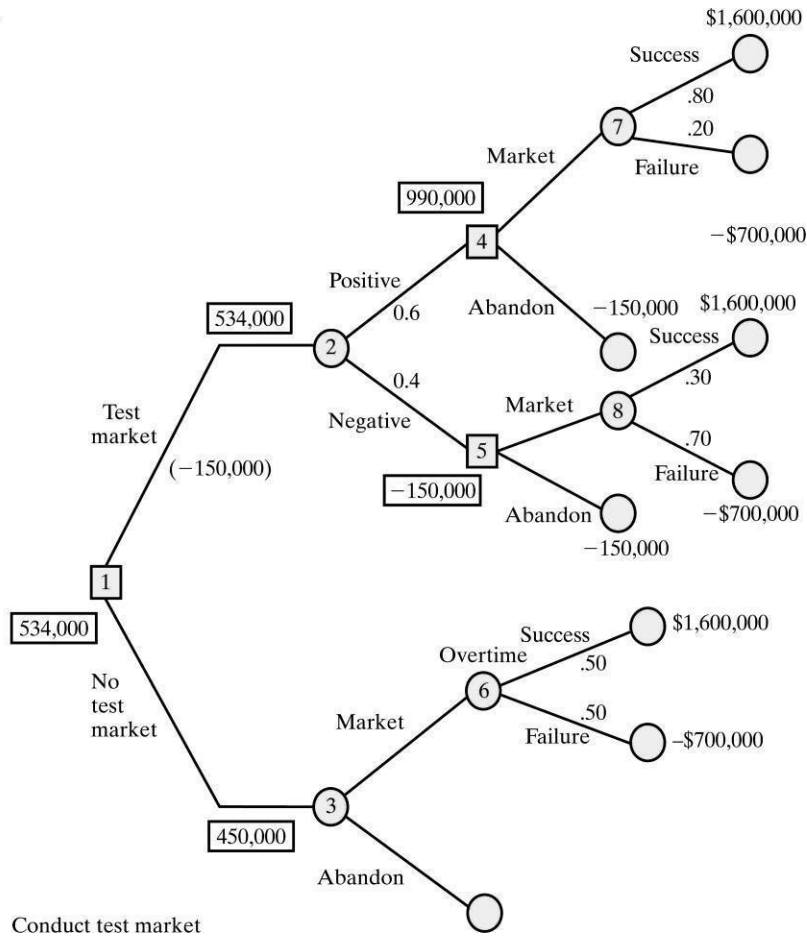 $1,600,000
Success
.80
7
.20
Market
Failure
990,000
4
−$700,000
Positive
Abandon
−150,000
$1,600,000
534,000
0.6
Success
2
.30
0.4
Market
8
Test
market
Negative
.70
5
Failure
(−150,000)
−150,000
Abandon
−$700,000
−150,000
1
534,000
Success
$1,600,000
Overtime
.50
No
test
market
6
Market
.50
Failure
–$700,000
3
450,000
Abandon
Conduct test market